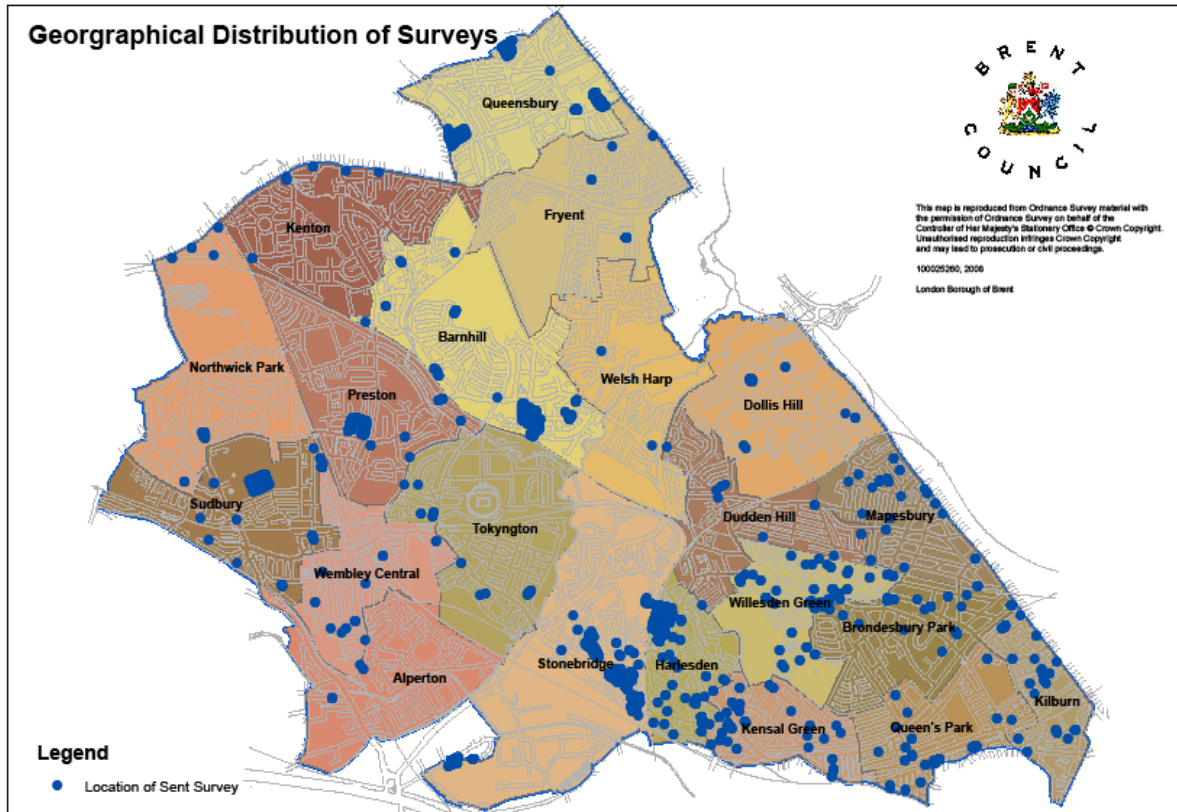 Georgraphical Distribution of Surveys
BRENT
COUNCIL
This map is reproduced from Ordnance Survey material with
the permission of Ordnance Survey on behalf of the
Controller of Her Majesty's Stationery Office © Crown Copyright.
Unauthorised reproduction infringes Crown Copyright
and may lead to prosecution or civil proceedings.
100025260, 2006
London Borough of Brent
Queensbury
Fryent
Kenton
Barnhill
Northwick Park
Welsh Harp
Preston
Dollis Hill
Sudbury
Dudden Hill
Mapesbury
Tokyngton
Wembley Central
Willesden Green
Brondesbury Park
Stonebridge
Harlesden
Alperton
Kilburn
Kensal Green
Queen's Park
Legend
Location of Sent Survey